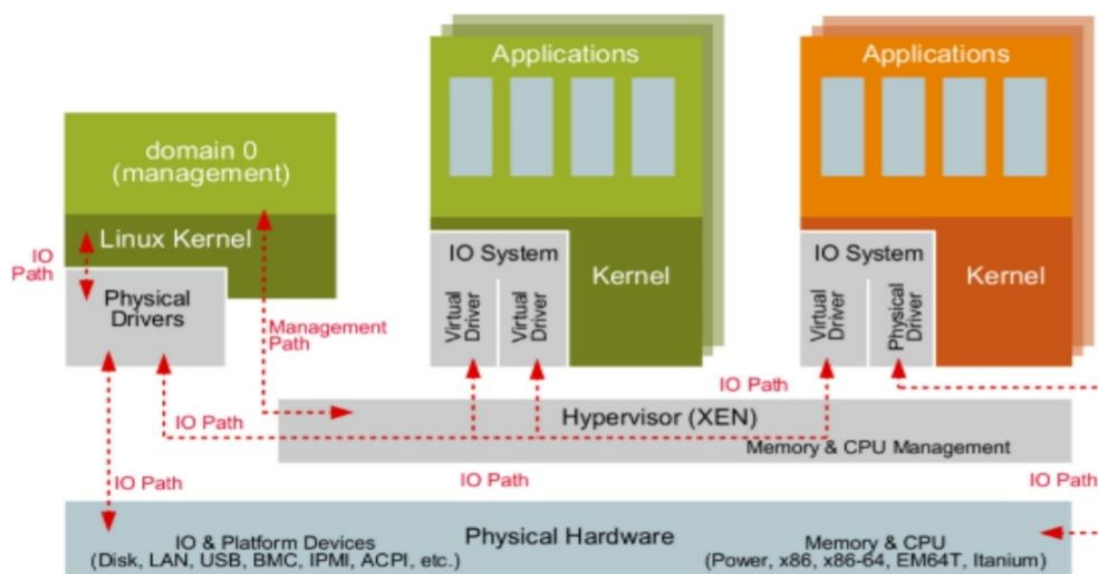 Applications
Applications
domain 0
(management)
Linux Kernel
IO
Path
Physical
Drivers
Management
Path
IO System
Kernel
Virtual
Driver
Virtual
Driver
IO System
Kernel
Virtual
Driver
Physical
Driver
IO Path
IO Path
Hypervisor (XEN)
Memory & CPU Management
IO Path
IO Path
IO Path
Physical Hardware
IO & Platform Devices
(Disk, LAN, USB, BMC, IPMI, ACPI, etc.)
Memory & CPU
(Power, x86, x86-64, EM64T, Itanium)